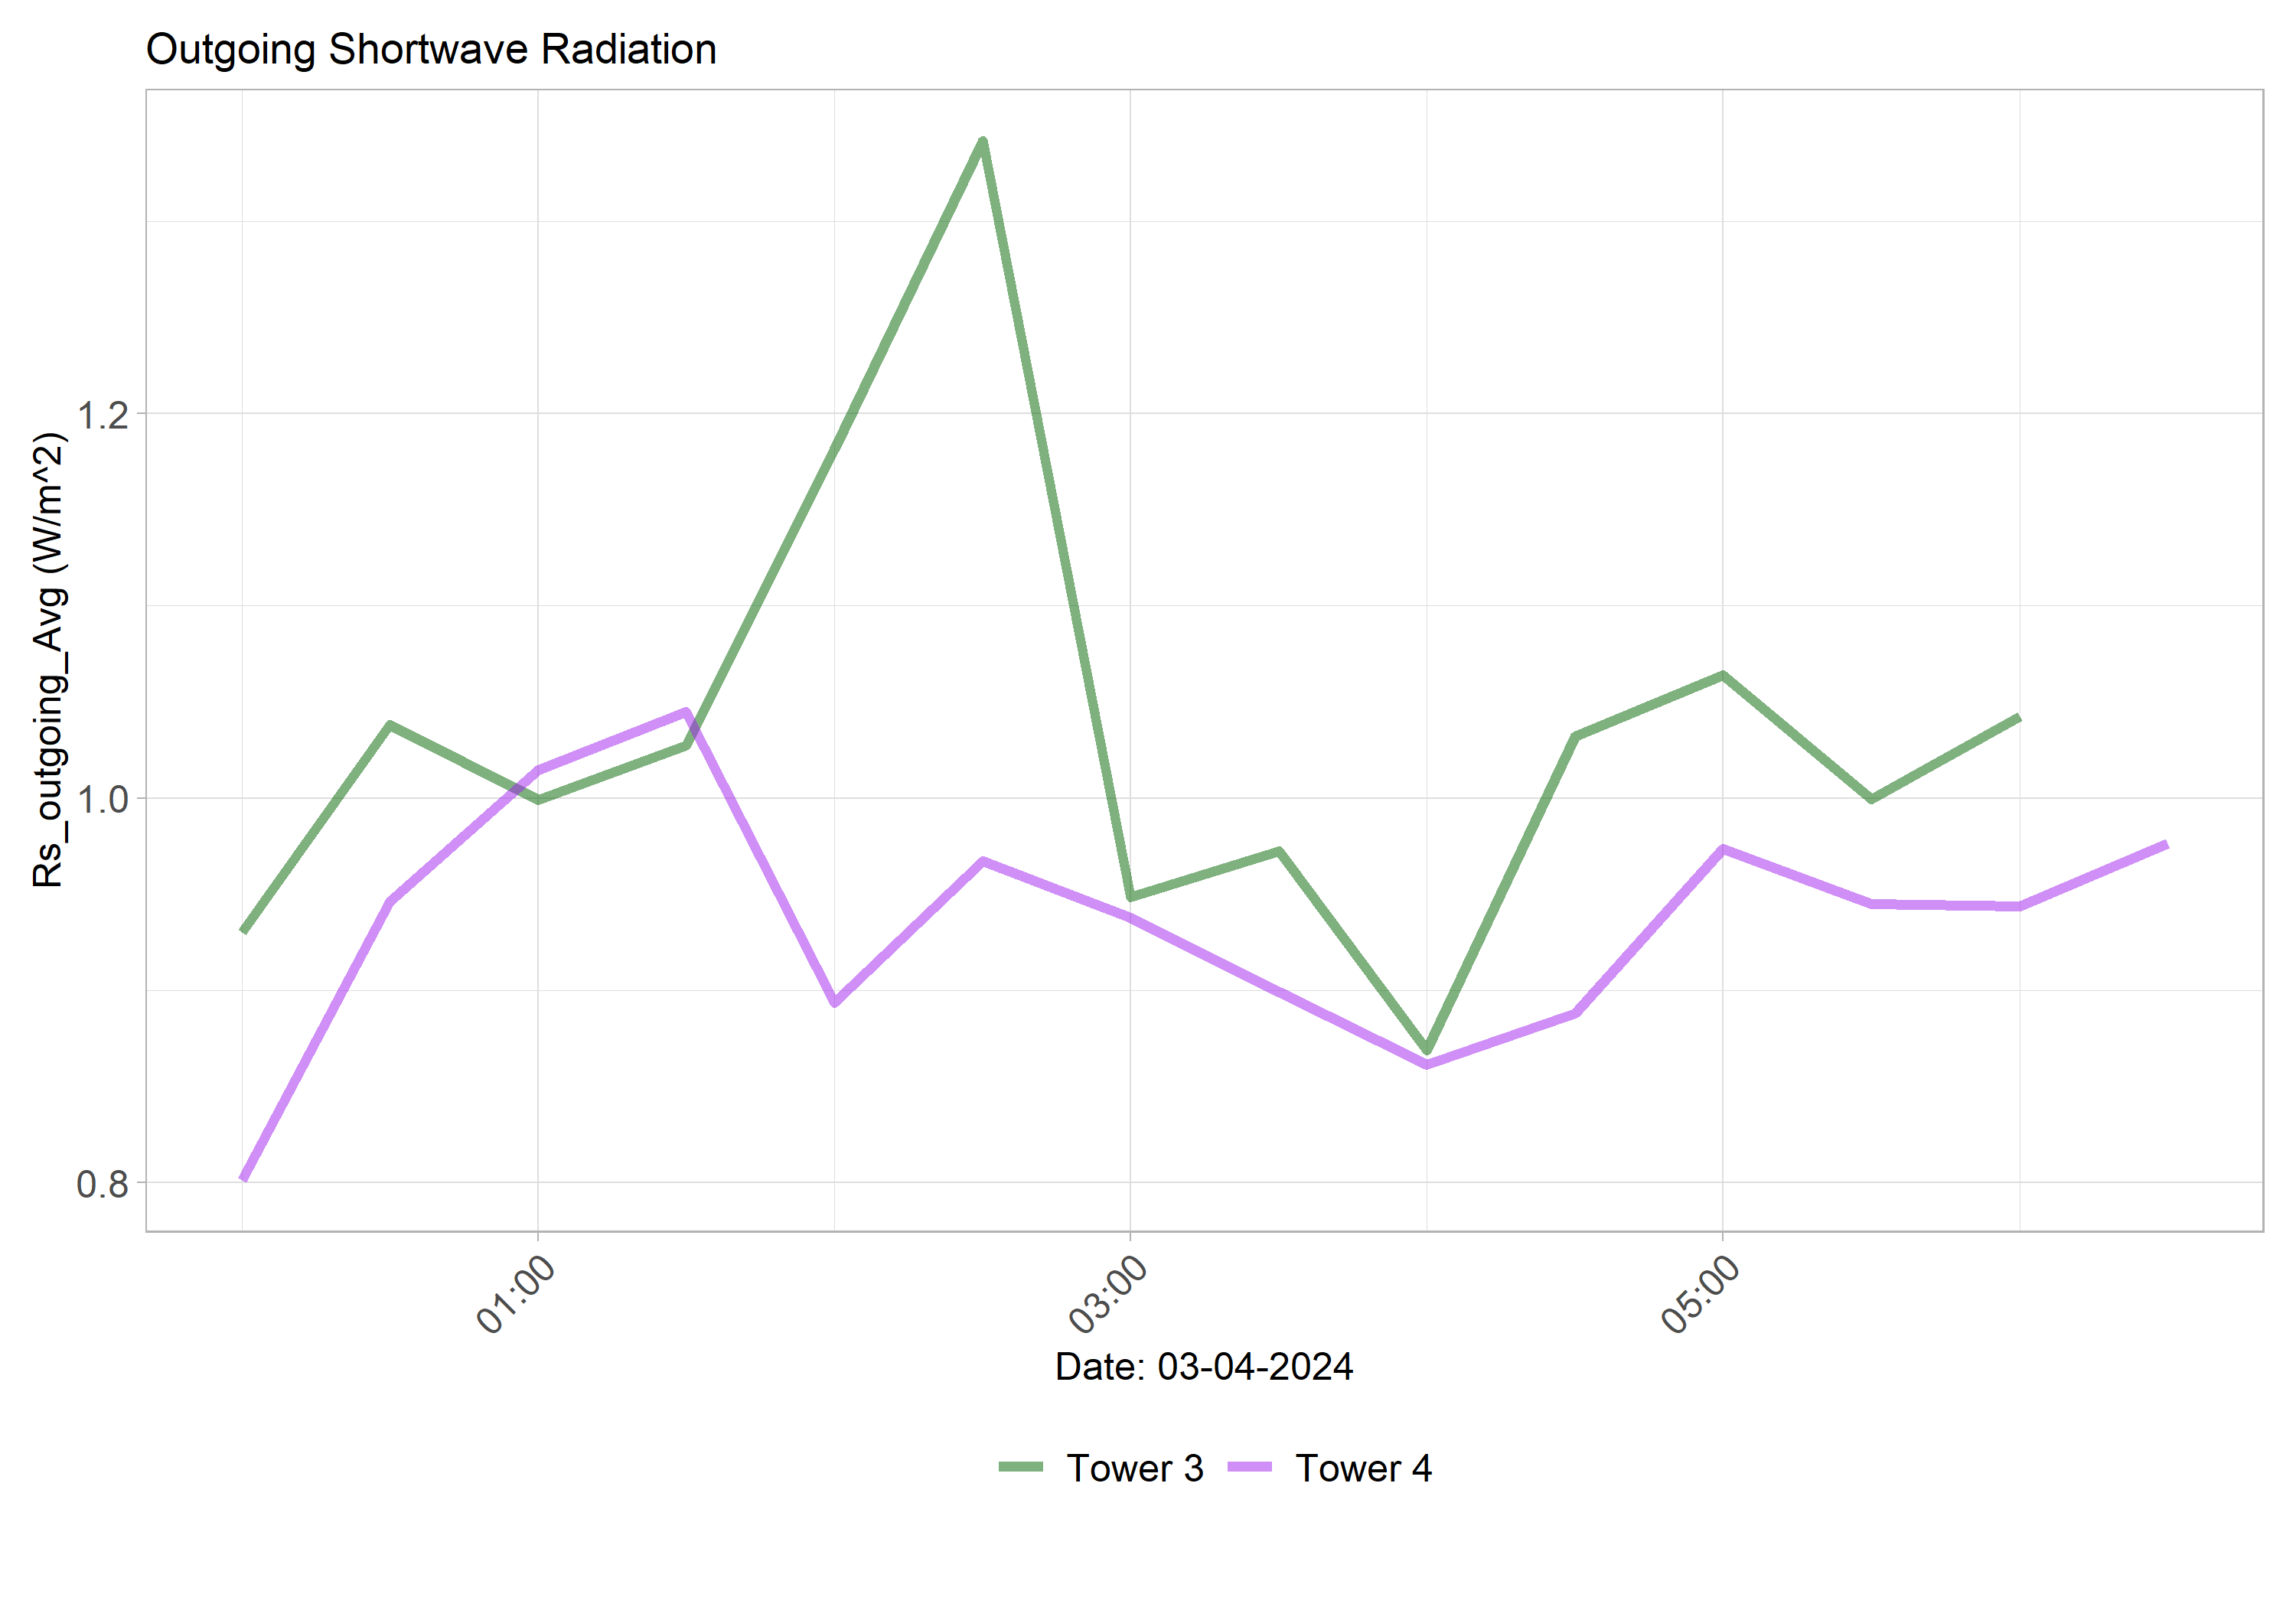 Outgoing Shortwave Radiation
Rs_outgoing_Avg (W/m^2)
1.2
1.0
0.8
01:00
03:00
05:00
Date: 03-04-2024
Tower 3
Tower 4